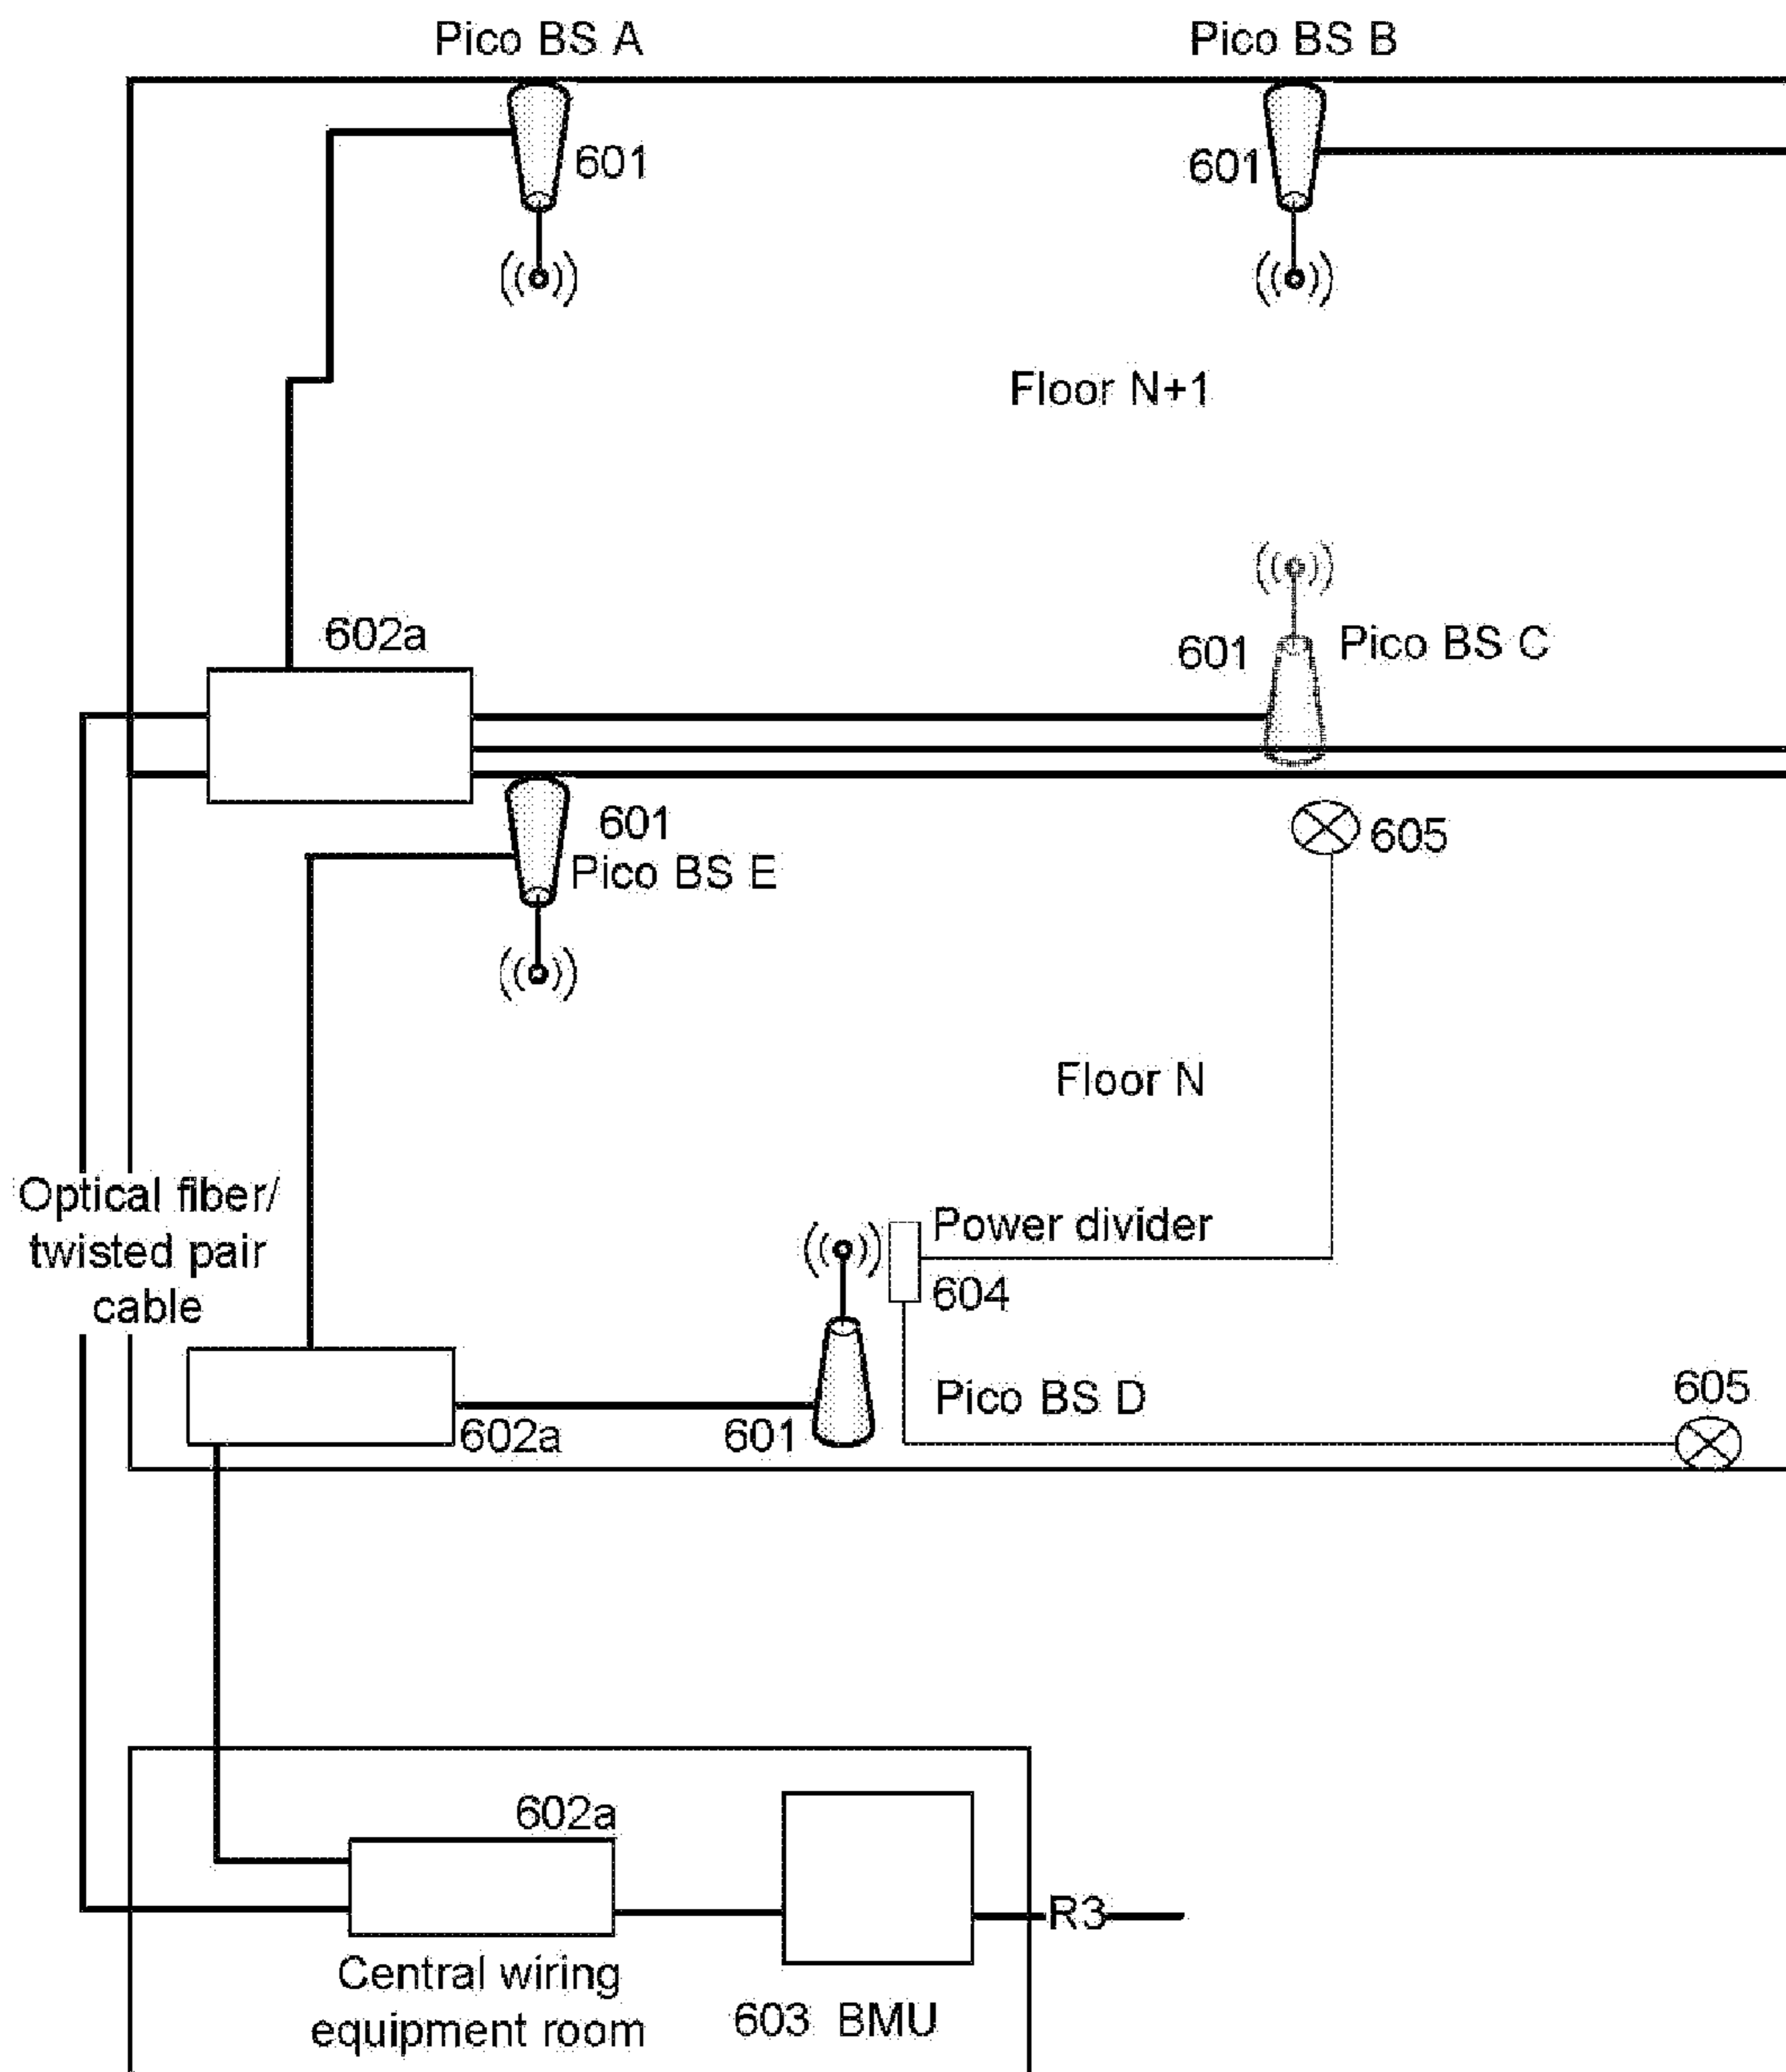 Pico BS A
Pico BS B
601
601
Floor N+1
602a
601
Pico BS C
601
Pico BS E
605
Floor N
Optical fiber/
twisted pair
cable
Power divider
604
Pico BS D
605
602a
601
602a
R3
Central wiring
equipment room
603 BMU